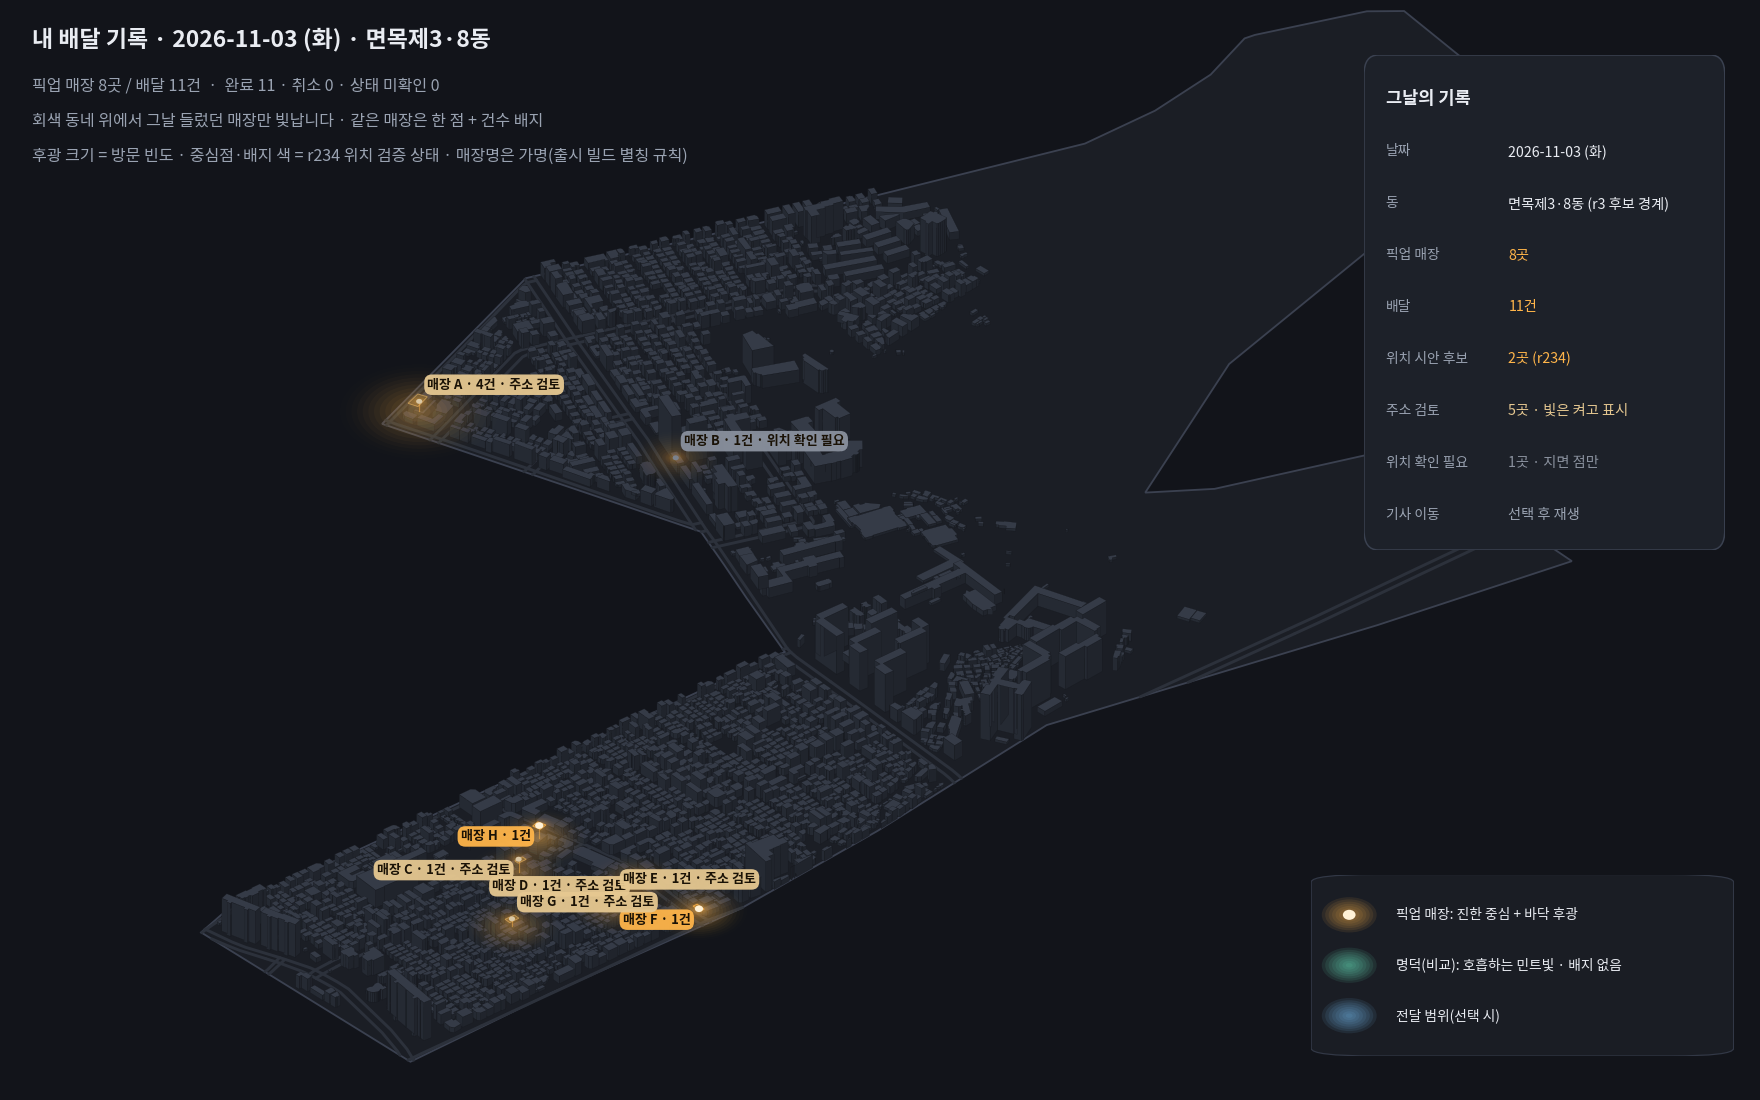 내 배달 기록 · 2026-11-03 (화) · 면목제3·8동
픽업 매장 8곳 / 배달 11건 · 완료 11 · 취소 0 · 상태 미확인 0
회색 동네 위에서 그날 들렀던 매장만 빛납니다 · 같은 매장은 한 점 + 건수 배지
후광 크기 = 방문 빈도 · 중심점·배지 색 = r234 위치 검증 상태 · 매장명은 가명(출시 빌드 별칭 규칙)
그날의 기록
날짜 2026-11-03 (화)
동 면목제3·8동 (r3 후보 경계)
픽업 매장 8곳
배달 11건
위치 시안 후보 2곳 (r234)
주소 검토 5곳 · 빛은 켜고 표시
위치 확인 필요 1곳 · 지면 점만
기사 이동 선택 후 재생
매장 A · 4건 · 주소 검토
매장 B · 1건 · 위치 확인 필요
매장 H · 1건
매장 C · 1건 · 주소 검토
매장 D · 1건 · 주소 검토
매장 E · 1건 · 주소 검토
매장 G · 1건 · 주소 검토
매장 F · 1건
픽업 매장: 진한 중심 + 바닥 후광
명덕(비교): 호흡하는 민트빛 · 배지 없음
전달 범위(선택 시)